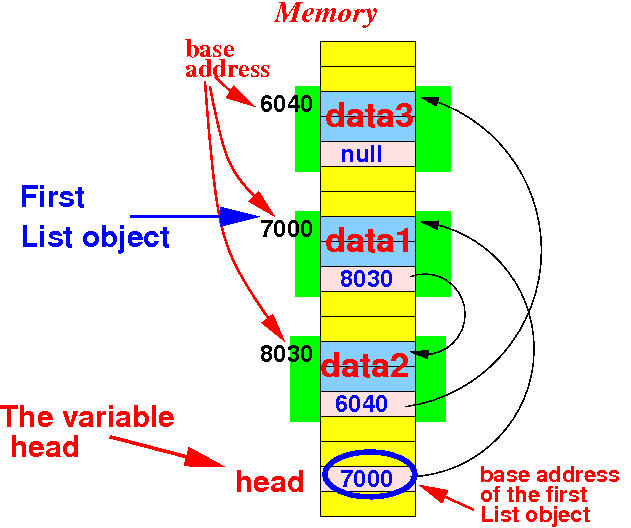 Memory
base
address
6040
data3
null
First
List object
7000
data1
8030
8030
data2
6040
The variable
head
head
7000
base address
of the first
List object